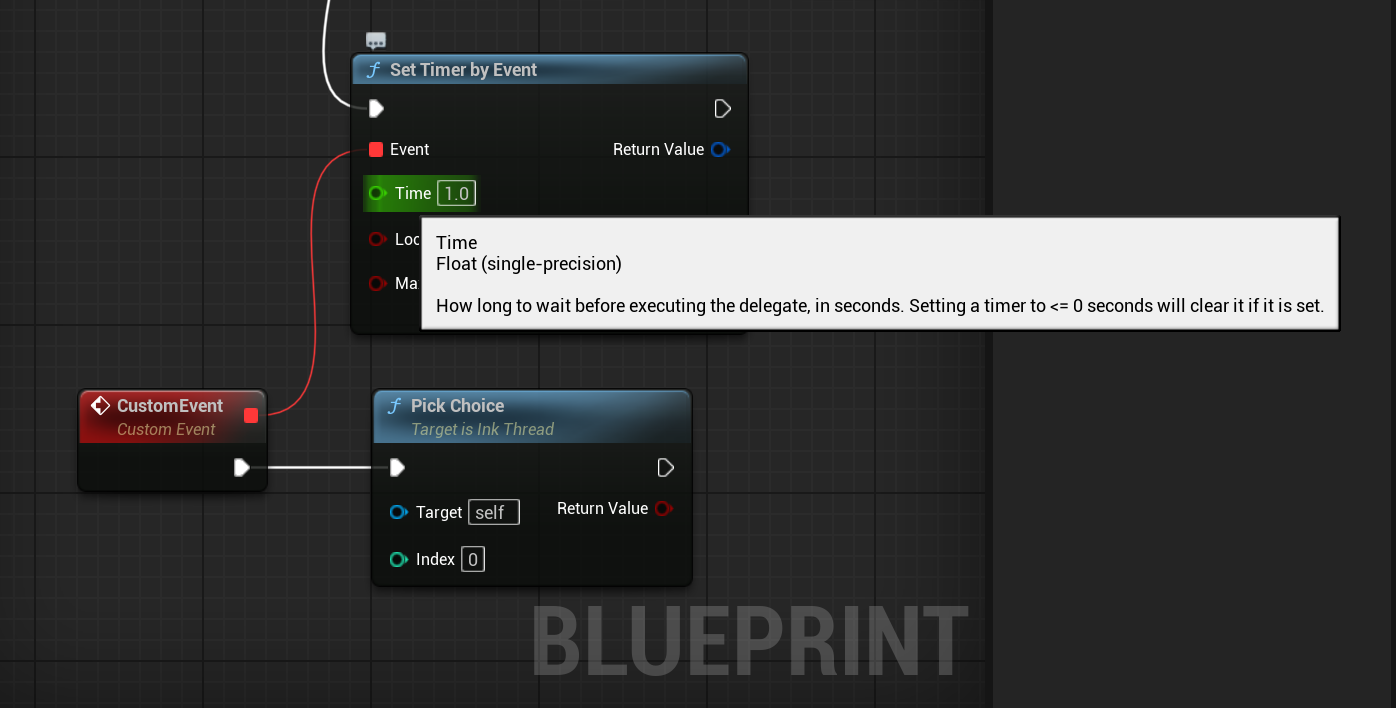 Set Timer by Event
Event
Return Value
Time 1.0
Loc
Ma
Time
Float (single-precision)
How long to wait before executing the delegate, in seconds. Setting a timer to <= 0 seconds will clear it if it is set.
CustomEvent
Custom Event
Pick Choice
Target is Ink Thread
Target self
Return Value
Index 0
BLUEPRINT